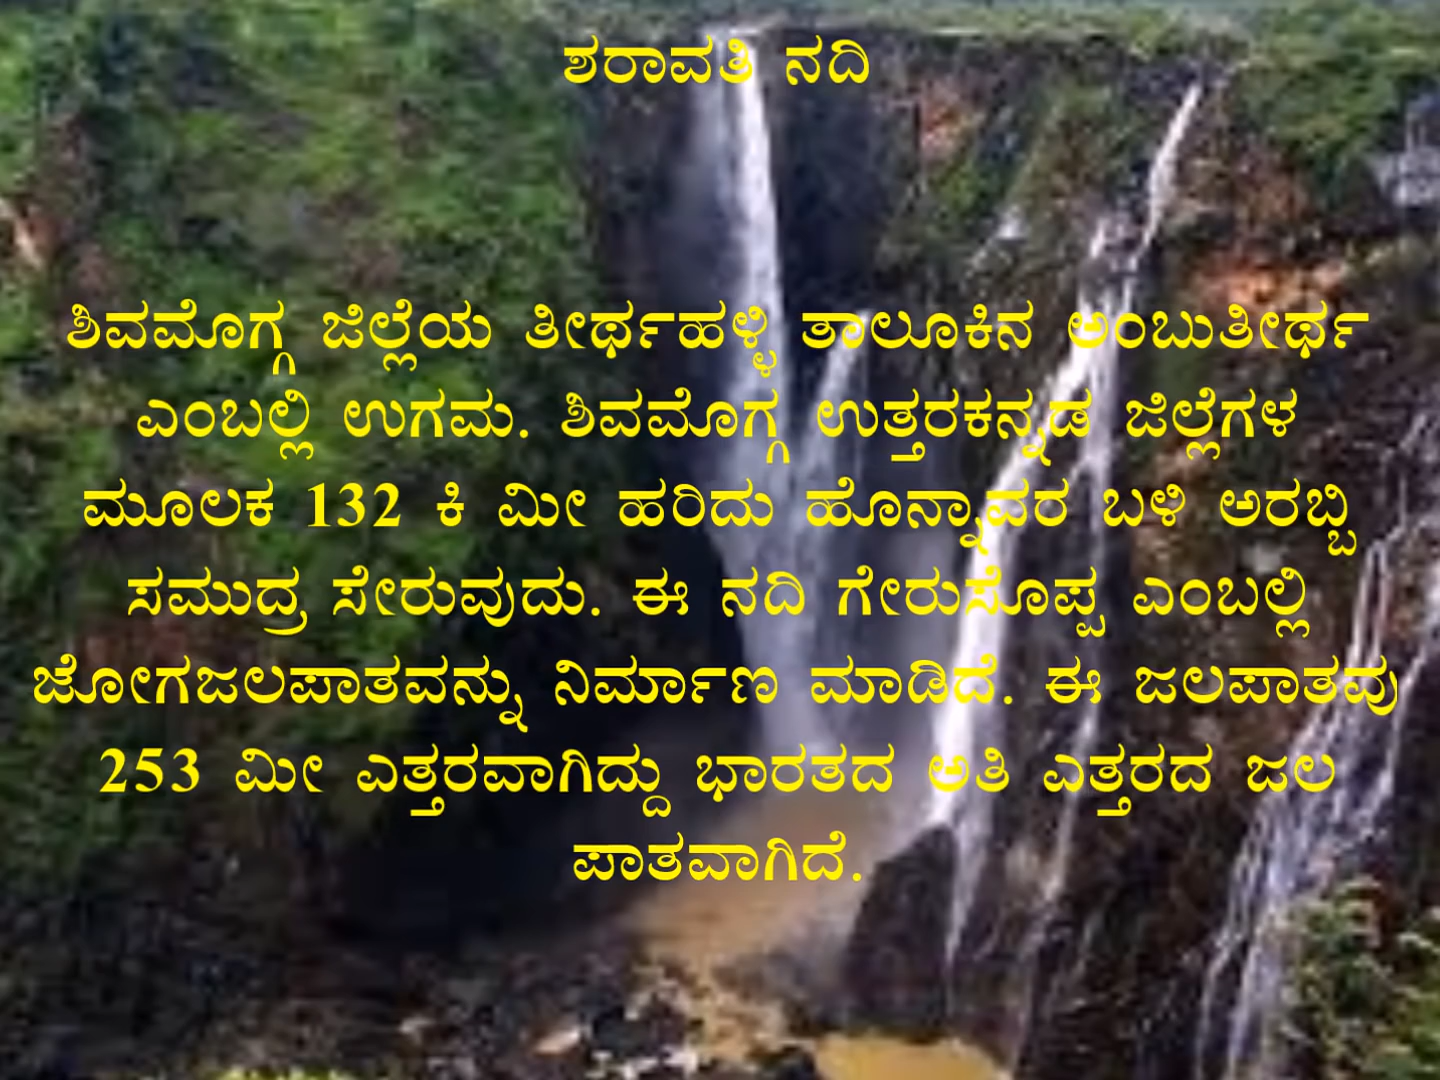 ಶರಾವತಿ ನದಿ
ಶಿವಮೊಗ್ಗ ಜಿಲ್ಲೆಯ ತೀರ್ಥಹಳ್ಳಿ ತಾಲೂಕಿನ ಅಂಬುತೀರ್ಥ
ಎಂಬಲ್ಲಿ ಉಗಮ. ಶಿವಮೊಗ್ಗ ಉತ್ತರಕನ್ನಡ ಜಿಲ್ಲೆಗಳ
ಮೂಲಕ 132 ಕಿ ಮೀ ಹರಿದು ಹೊನ್ನಾವರ ಬಳಿ ಅರಬ್ಬಿ
ಸಮುದ್ರ ಸೇರುವುದು. ಈ ನದಿ ಗೇರುಸೊಪ್ಪ ಎಂಬಲ್ಲಿ
ಜೋಗಜಲಪಾತವನ್ನು ನಿರ್ಮಾಣ ಮಾಡಿದೆ. ಈ ಜಲಪಾತವು
253 ಮೀ ಎತ್ತರವಾಗಿದ್ದು ಭಾರತದ ಅತಿ ಎತ್ತರದ ಜಲ
ಪಾತವಾಗಿದೆ.